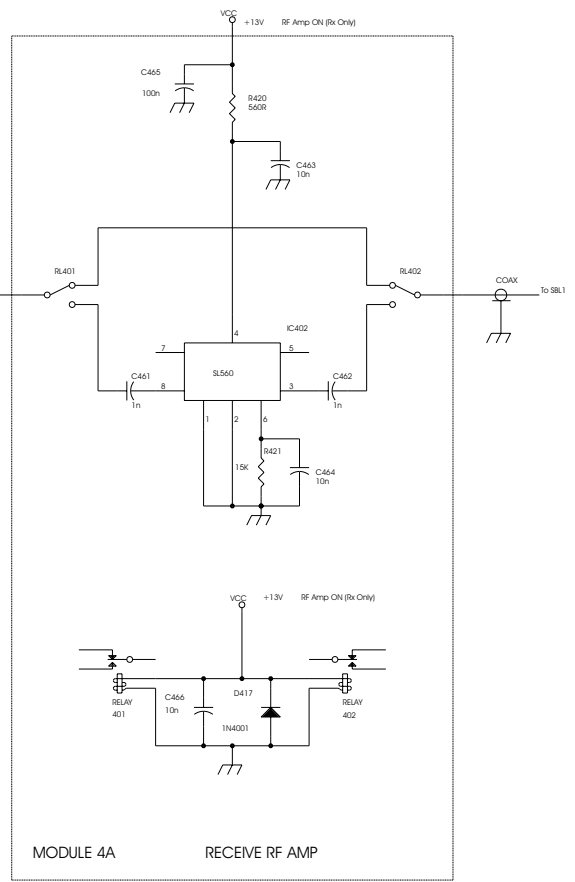 VCC
+13V RF Amp ON (Rx Only)
C465
100n
R420
560R
C463
10n
RL401
RL402
COAX
To SBL1
4
IC402
7
5
SL560
C461
8
3
C462
1n
1n
1
2
6
R421
15K
C464
10n
VCC
+13V RF Amp ON (Rx Only)
RELAY
401
C466
10n
D417
1N4001
RELAY
402
MODULE 4A RECEIVE RF AMP